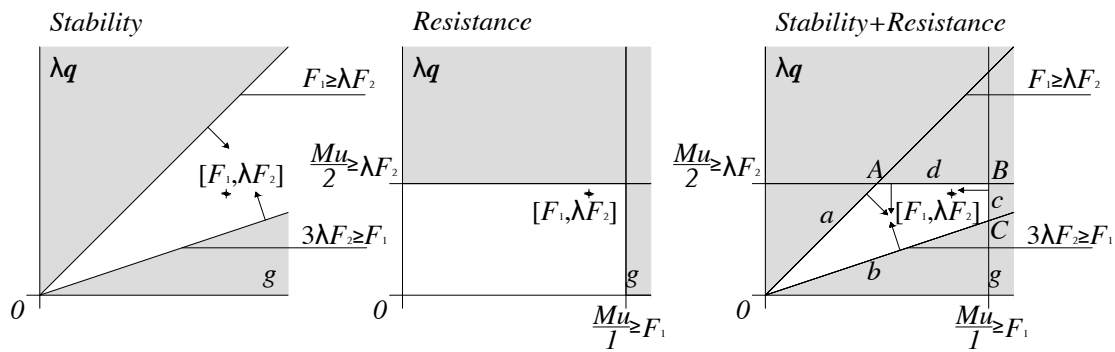 Stability
λq
F₁≥λF₂
[F₁,λF₂]
3λF₂≥F₁
g
0
Resistance
λq
Mu
2
≥λF₂
[F₁,λF₂]
g
0
Mu
1
≥F₁
Stability+Resistance
λq
F₁≥λF₂
Mu
2
≥λF₂
A
d
B
a
[F₁,λF₂]
c
C
3λF₂≥F₁
b
g
0
Mu
1
≥F₁